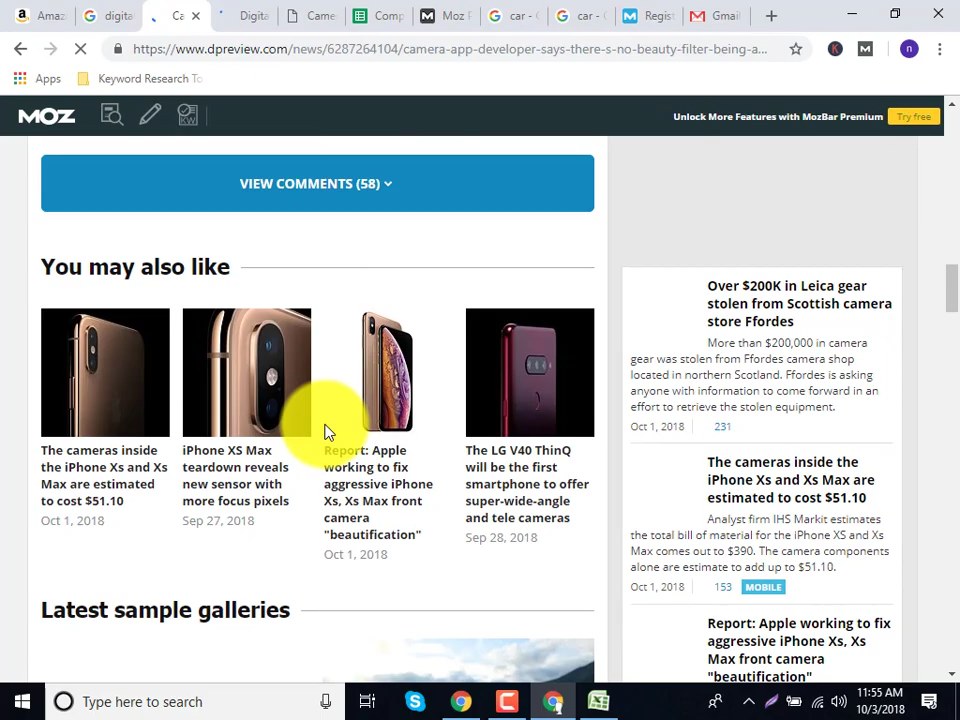 Amaz
digita
Ca
Digita
Came
Comp
Moz P
car - G
car - G
Regist
Gmail
https://www.dpreview.com/news/6287264104/camera-app-developer-says-there-s-no-beauty-filter-being-a...
Apps
Keyword Research To
MOZ
KW
Unlock More Features with MozBar Premium
Try free
VIEW COMMENTS (58)
You may also like
The cameras inside
the iPhone Xs and Xs
Max are estimated
to cost $51.10
Oct 1, 2018
iPhone XS Max
teardown reveals
new sensor with
more focus pixels
Sep 27, 2018
Report: Apple
working to fix
aggressive iPhone
Xs, Xs Max front
camera
"beautification"
Oct 1, 2018
The LG V40 ThinQ
will be the first
smartphone to offer
super-wide-angle
and tele cameras
Sep 28, 2018
Latest sample galleries
Over $200K in Leica gear
stolen from Scottish camera
store Ffordes
More than $200,000 in camera
gear was stolen from Ffordes camera shop
located in northern Scotland. Ffordes is asking
anyone with information to come forward in an
effort to retrieve the stolen equipment.
Oct 1, 2018
231
The cameras inside the
iPhone Xs and Xs Max are
estimated to cost $51.10
Analyst firm IHS Markit estimates
the total bill of material for the iPhone XS and Xs
Max comes out to $390. The camera components
alone are estimate to add up to $51.10.
Oct 1, 2018
153
MOBILE
Report: Apple working to fix
aggressive iPhone Xs, Xs
Max front camera
"beautification"
Type here to search
11:55 AM
10/3/2018